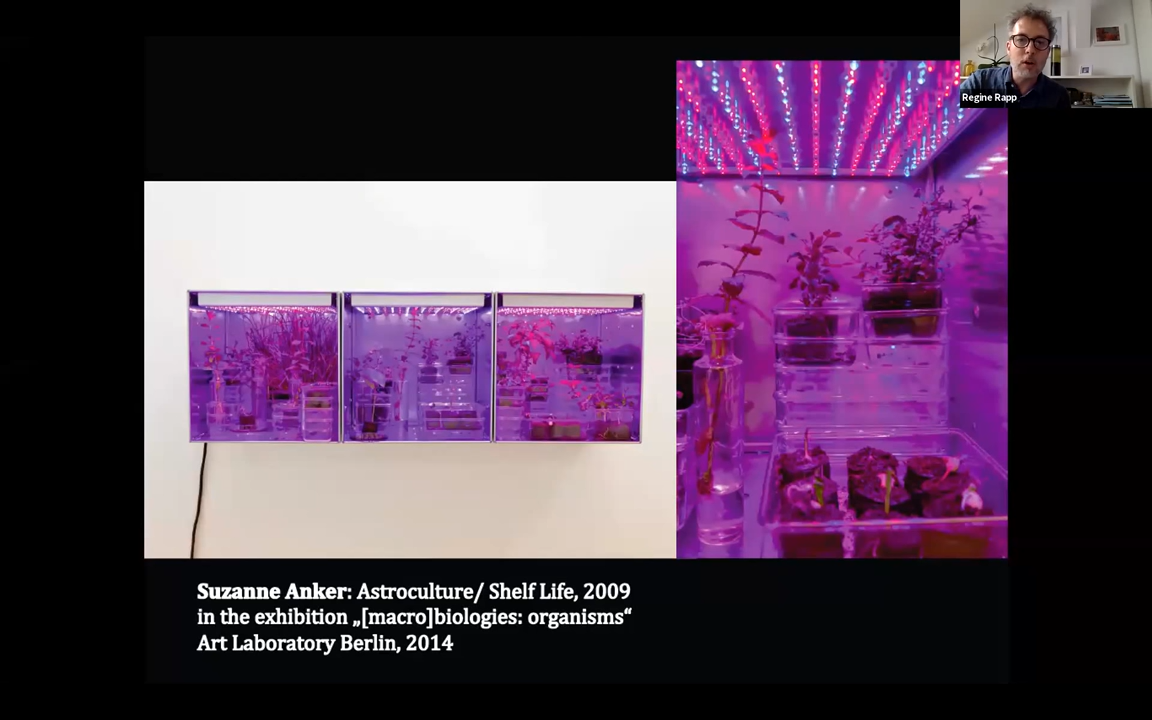 Regine Rapp
Suzanne Anker: Astroculture/ Shelf Life, 2009
in the exhibition „[macro]biologies: organisms“
Art Laboratory Berlin, 2014